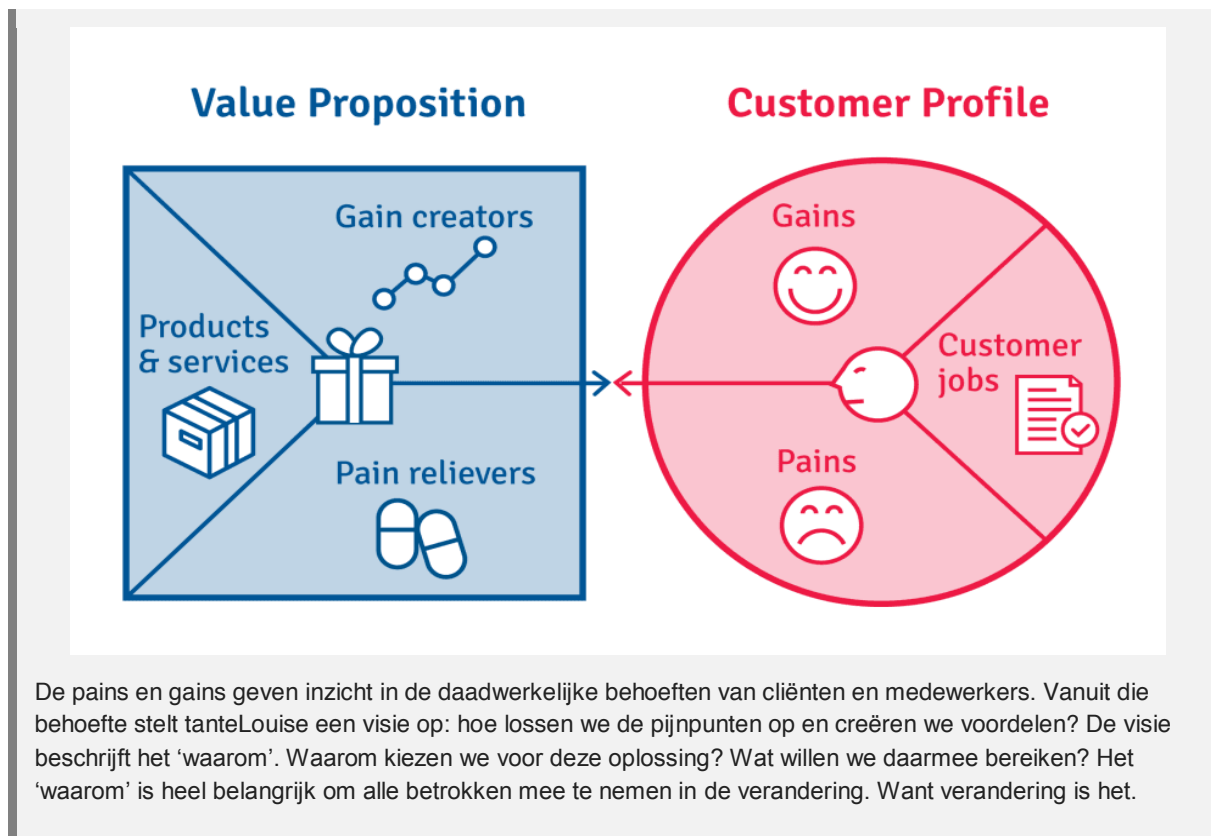 Value Proposition
Customer Profile
Gain creators
Products
& services
Pain relievers
Gains
Customer
jobs
Pains
De pains en gains geven inzicht in de daadwerkelijke behoeften van cliënten en medewerkers. Vanuit die
behoefte stelt tanteLouise een visie op: hoe lossen we de pijnpunten op en creëren we voordelen? De visie
beschrijft het ‘waarom’. Waarom kiezen we voor deze oplossing? Wat willen we daarmee bereiken? Het
‘waarom’ is heel belangrijk om alle betrokken mee te nemen in de verandering. Want verandering is het.